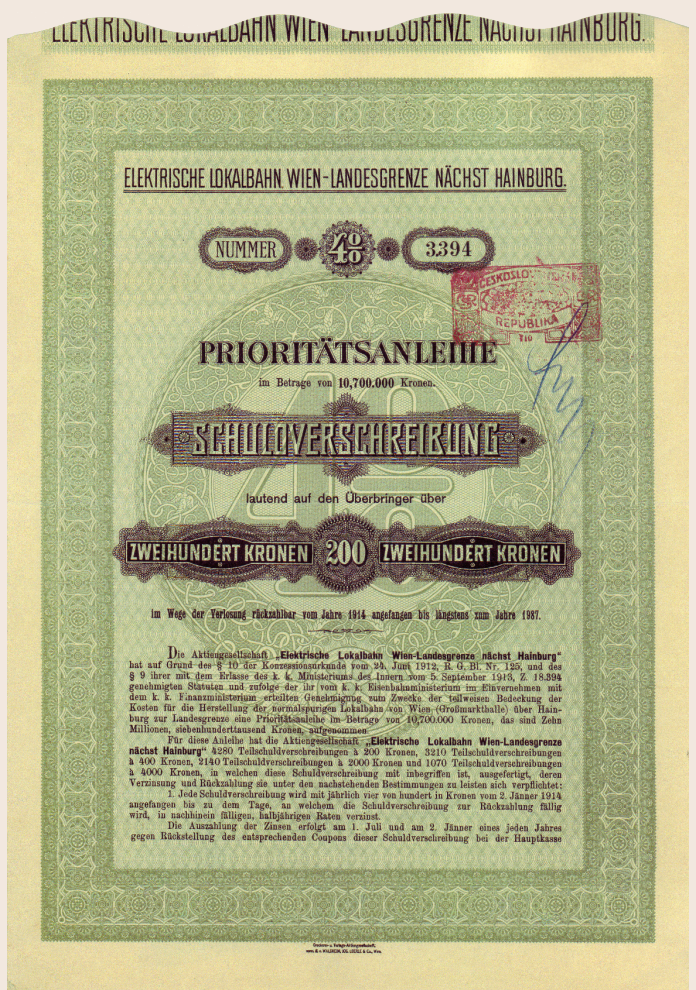 ELEKTRISCHE LOKALBAHN WIEN-LANDESGRENZE NÄCHST HAINBURG.
ELEKTRISCHE LOKALBAHN WIEN-LANDESGRENZE NÄCHST HAINBURG.
NUMMER 4% 3394
ČESKOSLOV
REPUBLIKA
PRIORITÄTSANLEIHE
im Betrage von 10,700.000 Kronen.
SCHULDVERSCHREIBUNG
lautend auf den Überbringer über
ZWEIHUNDERT KRONEN 200 ZWEIHUNDERT KRONEN
im Wege der Verlosung rückzahlbar vom Jahre 1914 angefangen bis längstens zum Jahre 1987.
Die Aktiengesellschaft „Elektrische Lokalbahn Wien-Landesgrenze nächst Hainburg"
hat auf Grund des § 10 der Konzessionsurkunde vom 24. Juni 1912, R. G. Bl. Nr. 125, und des
§ 9 ihrer mit dem Erlasse des k. k. Ministeriums des Innern vom 5. September 1913, Z. 18.394
genehmigten Statuten und zufolge der ihr vom k. k. Eisenbahnministerium im Einvernehmen mit
dem k. k. Finanzministerium erteilten Genehmigung zum Zwecke der teilweisen Bedeckung der
Kosten für die Herstellung der normalspurigen Lokalbahn von Wien (Großmarkthalle) über Hain-
burg zur Landesgrenze eine Prioritätsanleihe im Betrage von 10,700.000 Kronen, das sind Zehn
Millionen, siebenhunderttausend Kronen, aufgenommen
Für diese Anleihe hat die Aktiengesellschaft „Elektrische Lokalbahn Wien-Landesgrenze
nächst Hainburg" 4280 Teilschuldverschreibungen à 200 Kronen, 3210 Teilschuldverschreibungen
à 400 Kronen, 2140 Teilschuldverschreibungen à 2000 Kronen und 1070 Teilschuldverschreibungen
à 4000 Kronen, in welchen diese Schuldverschreibung mit inbegriffen ist, ausgefertigt, deren
Verzinsung und Rückzahlung sie unter den nachstehenden Bestimmungen zu leisten sich verpflichtet:
1. Jede Schuldverschreibung wird mit jährlich vier von hundert in Kronen vom 2. Jänner 1914
angefangen bis zu dem Tage, an welchem die Schuldverschreibung zur Rückzahlung fällig
wird, in nachhinein fälligen, halbjährigen Raten verzinst.
Die Auszahlung der Zinsen erfolgt am 1. Juli und am 2. Jänner eines jeden Jahres
gegen Rückstellung des entsprechenden Coupons dieser Schuldverschreibung bei der Hauptkasse